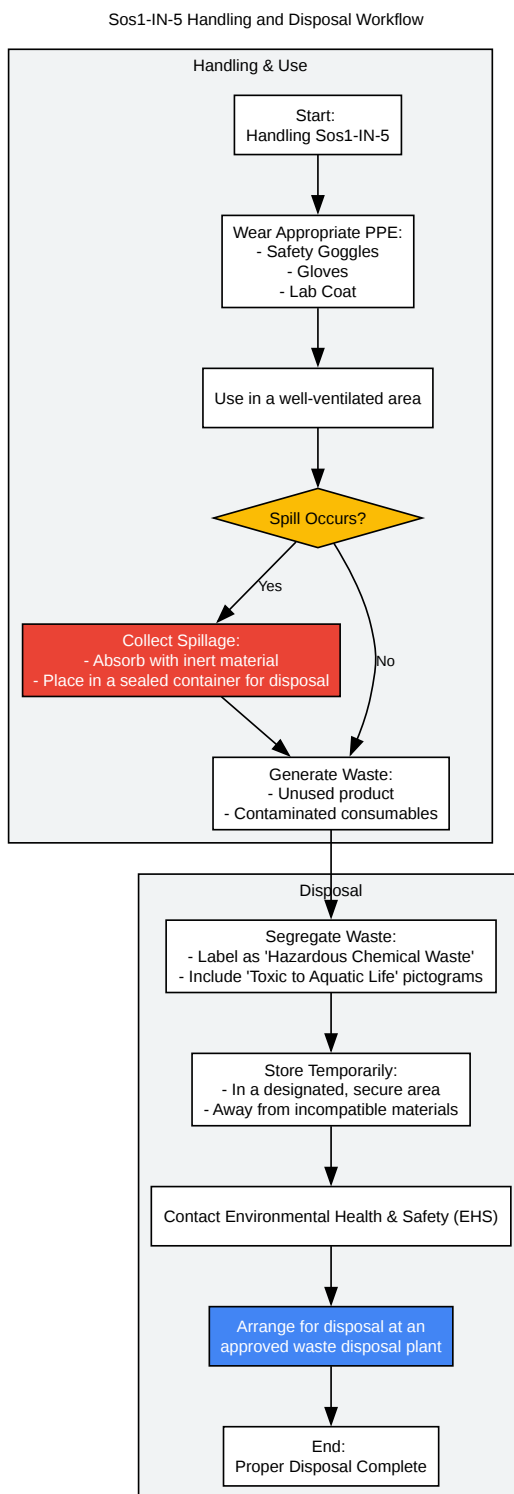 Sos1-IN-5 Handling and Disposal Workflow
Handling & Use
Start:
Handling Sos1-IN-5
Wear Appropriate PPE:
- Safety Goggles
- Gloves
- Lab Coat
Use in a well-ventilated area
Spill Occurs?
Yes
Collect Spillage:
- Absorb with inert material
- Place in a sealed container for disposal
No
Generate Waste:
- Unused product
- Contaminated consumables
Disposal
Segregate Waste:
- Label as 'Hazardous Chemical Waste'
- Include 'Toxic to Aquatic Life' pictograms
Store Temporarily:
- In a designated, secure area
- Away from incompatible materials
Contact Environmental Health & Safety (EHS)
Arrange for disposal at an
approved waste disposal plant
End:
Proper Disposal Complete